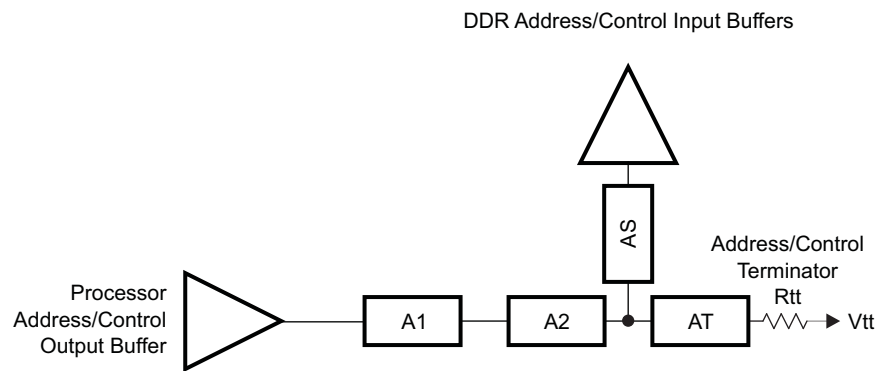 DDR Address/Control Input Buffers
AS
Address/Control
Terminator
Rtt
Processor
Address/Control
Output Buffer
A1
A2
AT
Vtt